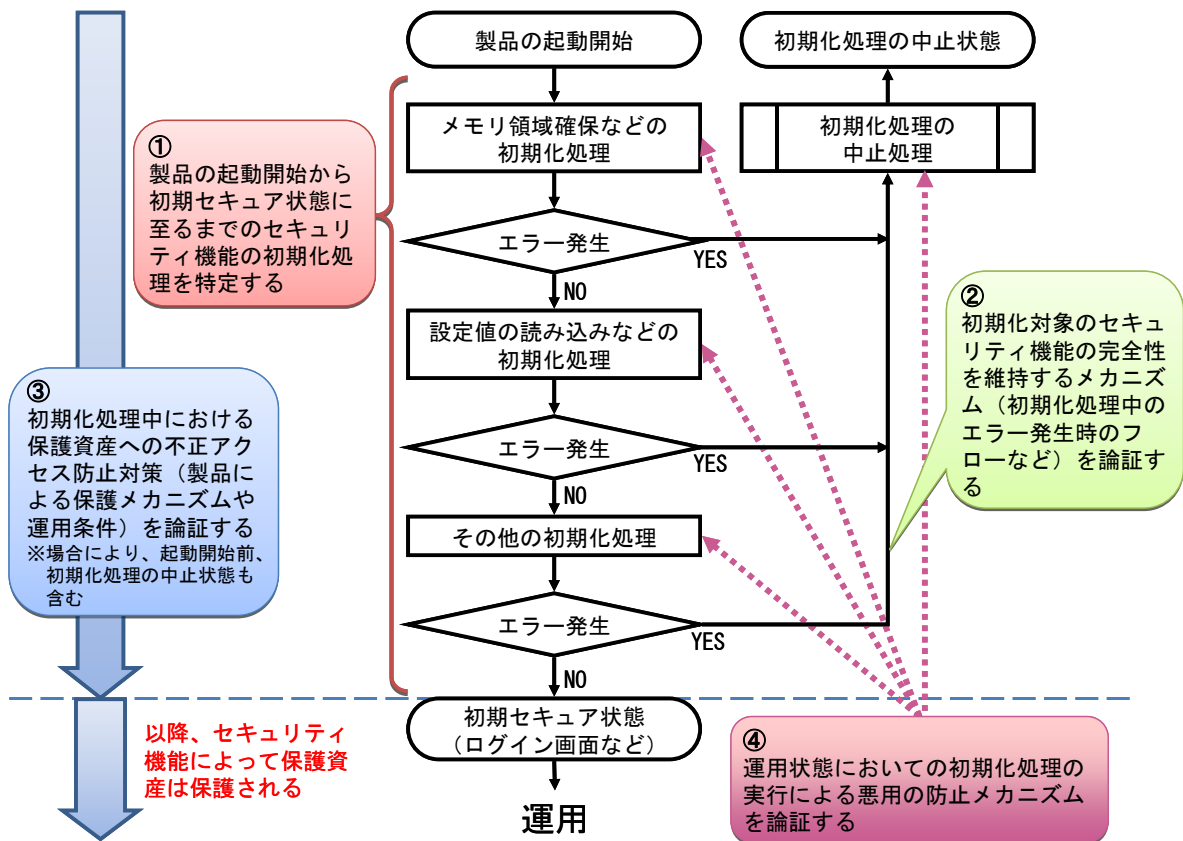 製品の起動開始
初期化処理の中止状態
メモリ領域確保などの
初期化処理
初期化処理の
中止処理
①
製品の起動開始から
初期セキュア状態に
至るまでのセキュリ
ティ機能の初期化処
理を特定する
エラー発生
YES
NO
設定値の読み込みなどの
初期化処理
②
初期化対象のセキュ
リティ機能の完全性
を維持するメカニズ
ム（初期化処理中の
エラー発生時のフ
ローなど）を論証す
る
③
初期化処理中における
保護資産への不正アク
セス防止対策（製品に
よる保護メカニズムや
運用条件）を論証する
※場合により、起動開始前、
初期化処理の中止状態も
含む
エラー発生
YES
NO
その他の初期化処理
エラー発生
YES
NO
初期セキュア状態
（ログイン画面など）
以降、セキュリティ
機能によって保護資
産は保護される
④
運用状態においての初期化処理の
実行による悪用の防止メカニズム
を論証する
運用